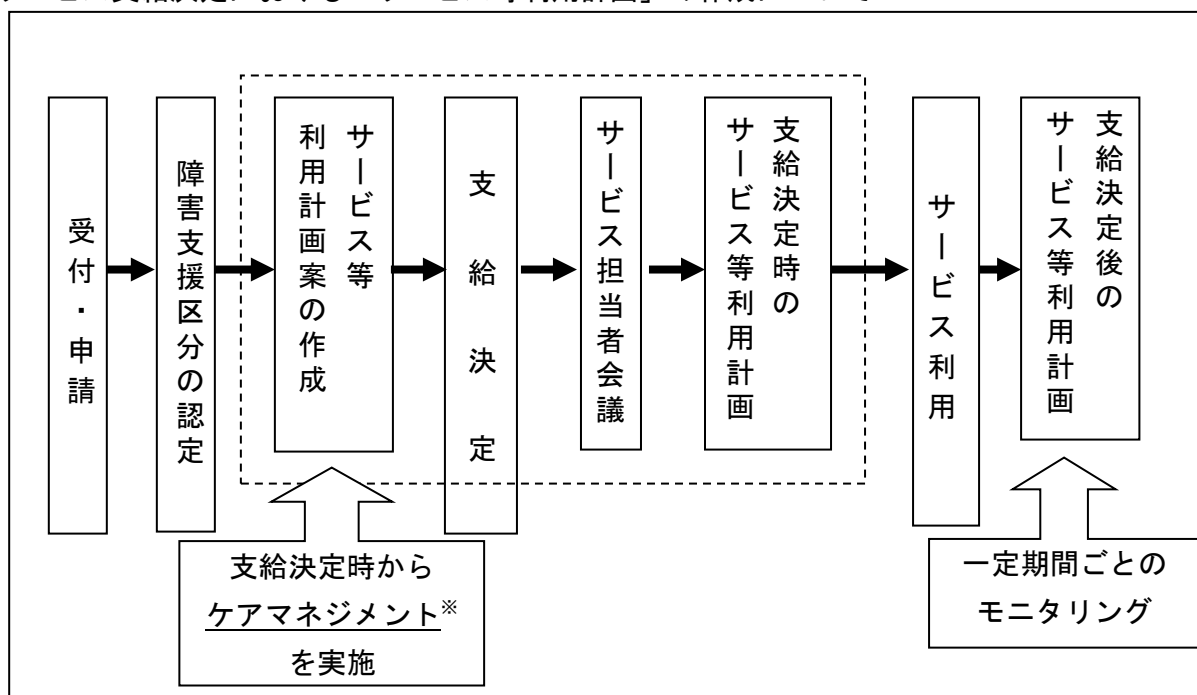 受付・申請
障害支援区分の認定
サービス等
利用計画案の作成
支給決定
サービス担当者会議
支給決定時の
サービス等利用計画
サービス利用
支給決定後の
サービス等利用計画
支給決定時から
ケアマネジメント※
を実施
一定期間ごとの
モニタリング